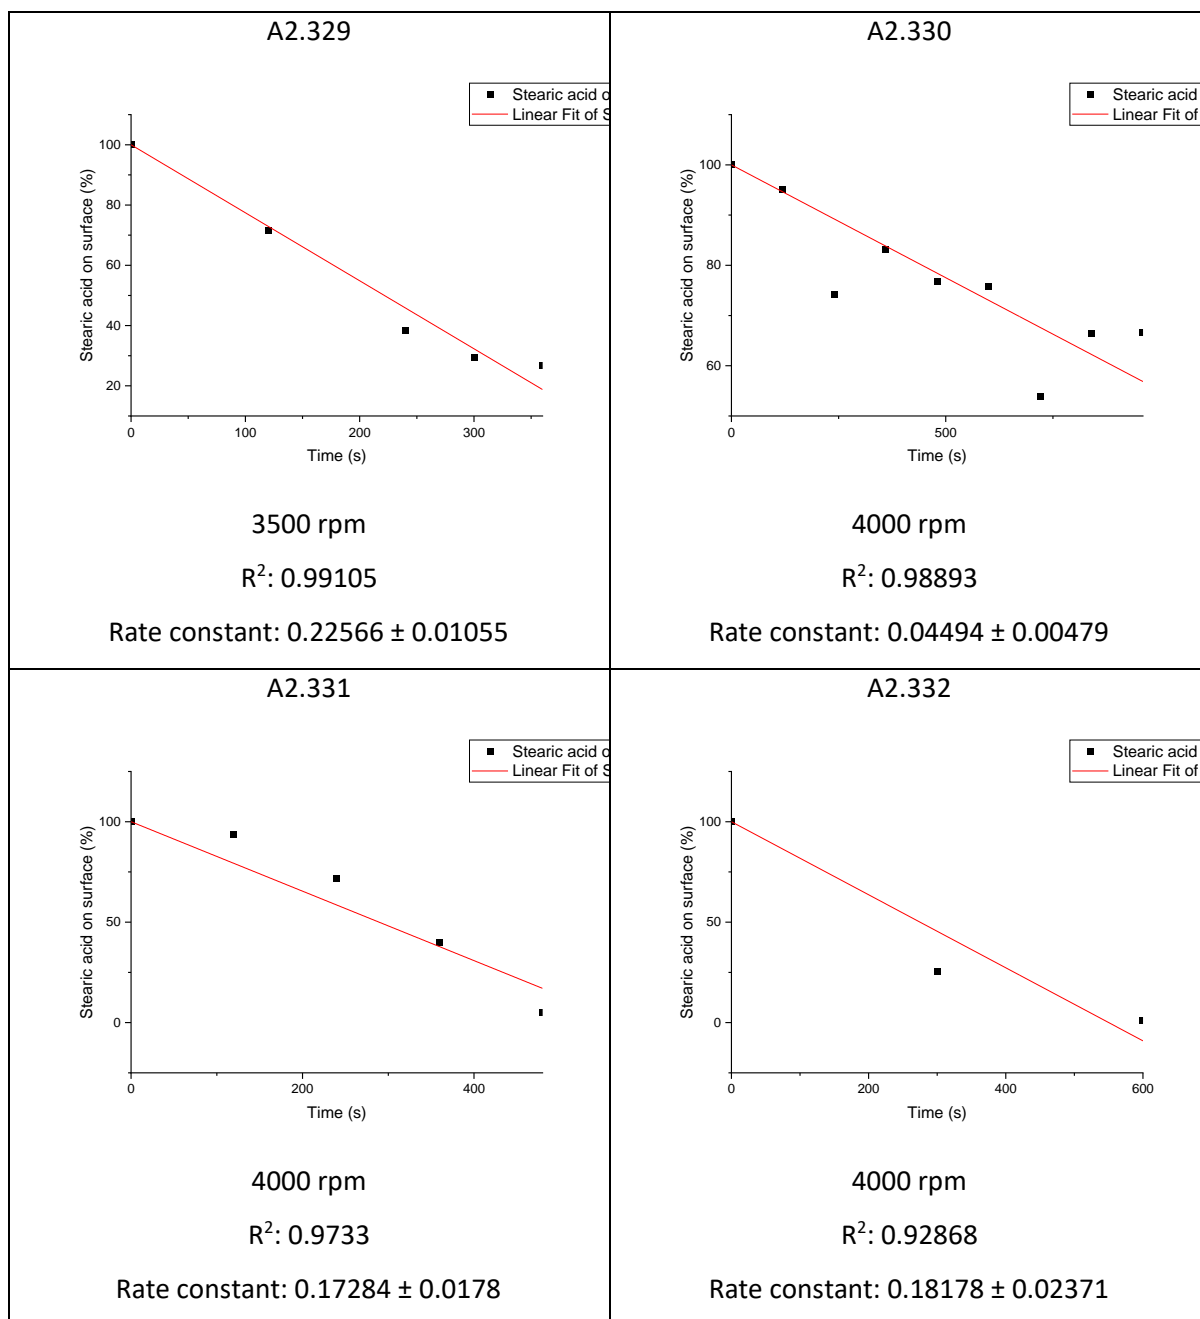 A2.329
Stearic acid o
Linear Fit of S
100
80
60
40
20
0
100
200
300
Stearic acid on surface (%)
Time (s)
3500 rpm
R²: 0.99105
Rate constant: 0.22566 ± 0.01055
A2.330
Stearic acid
Linear Fit of
100
80
60
0
500
Stearic acid on surface (%)
Time (s)
4000 rpm
R²: 0.98893
Rate constant: 0.04494 ± 0.00479
A2.331
Stearic acid o
Linear Fit of S
100
50
0
0
200
400
Stearic acid on surface (%)
Time (s)
4000 rpm
R²: 0.9733
Rate constant: 0.17284 ± 0.0178
A2.332
Stearic acid
Linear Fit of
100
50
0
0
200
400
600
Stearic acid on surface (%)
Time (s)
4000 rpm
R²: 0.92868
Rate constant: 0.18178 ± 0.02371